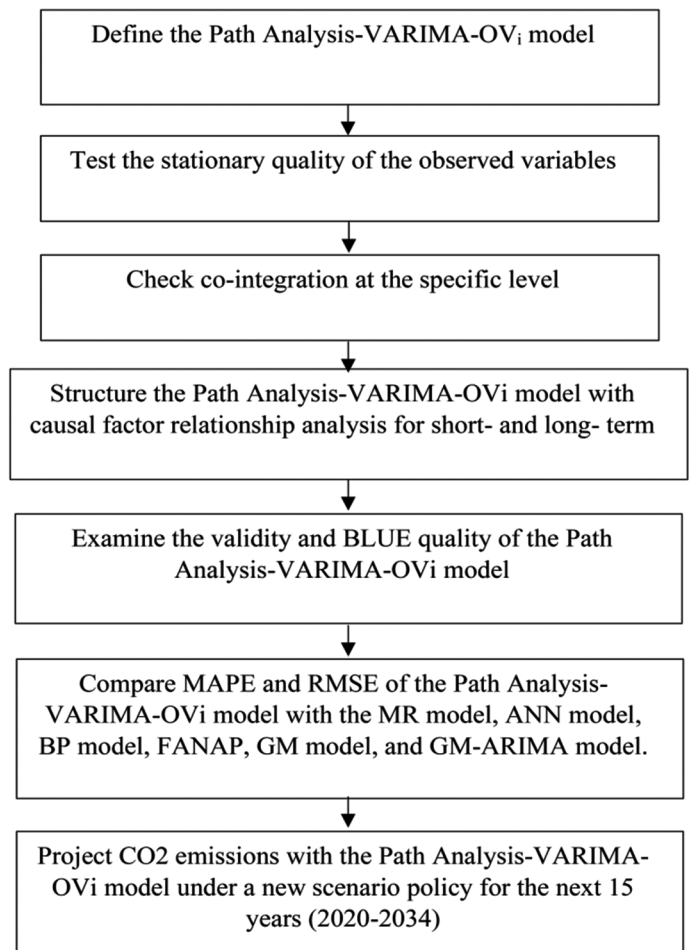 Define the Path Analysis-VARIMA-OVi model
Test the stationary quality of the observed variables
Check co-integration at the specific level
Structure the Path Analysis-VARIMA-OVi model with
causal factor relationship analysis for short- and long- term
Examine the validity and BLUE quality of the Path
Analysis-VARIMA-OVi model
Compare MAPE and RMSE of the Path Analysis-
VARIMA-OVi model with the MR model, ANN model,
BP model, FANAP, GM model, and GM-ARIMA model.
Project CO2 emissions with the Path Analysis-VARIMA-
OVi model under a new scenario policy for the next 15
years (2020-2034)